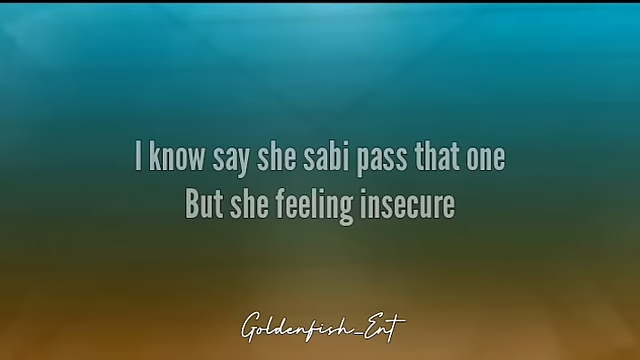 I know say she sabi pass that one
But she feeling insecure
Goldenfish_Ent